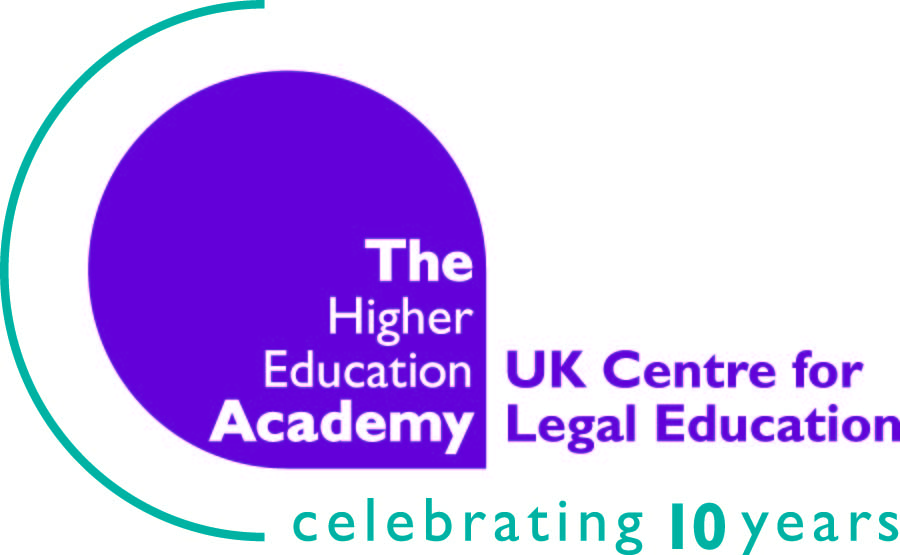 The
Higher
Education
Academy
UK Centre for
Legal Education
celebrating 10 years